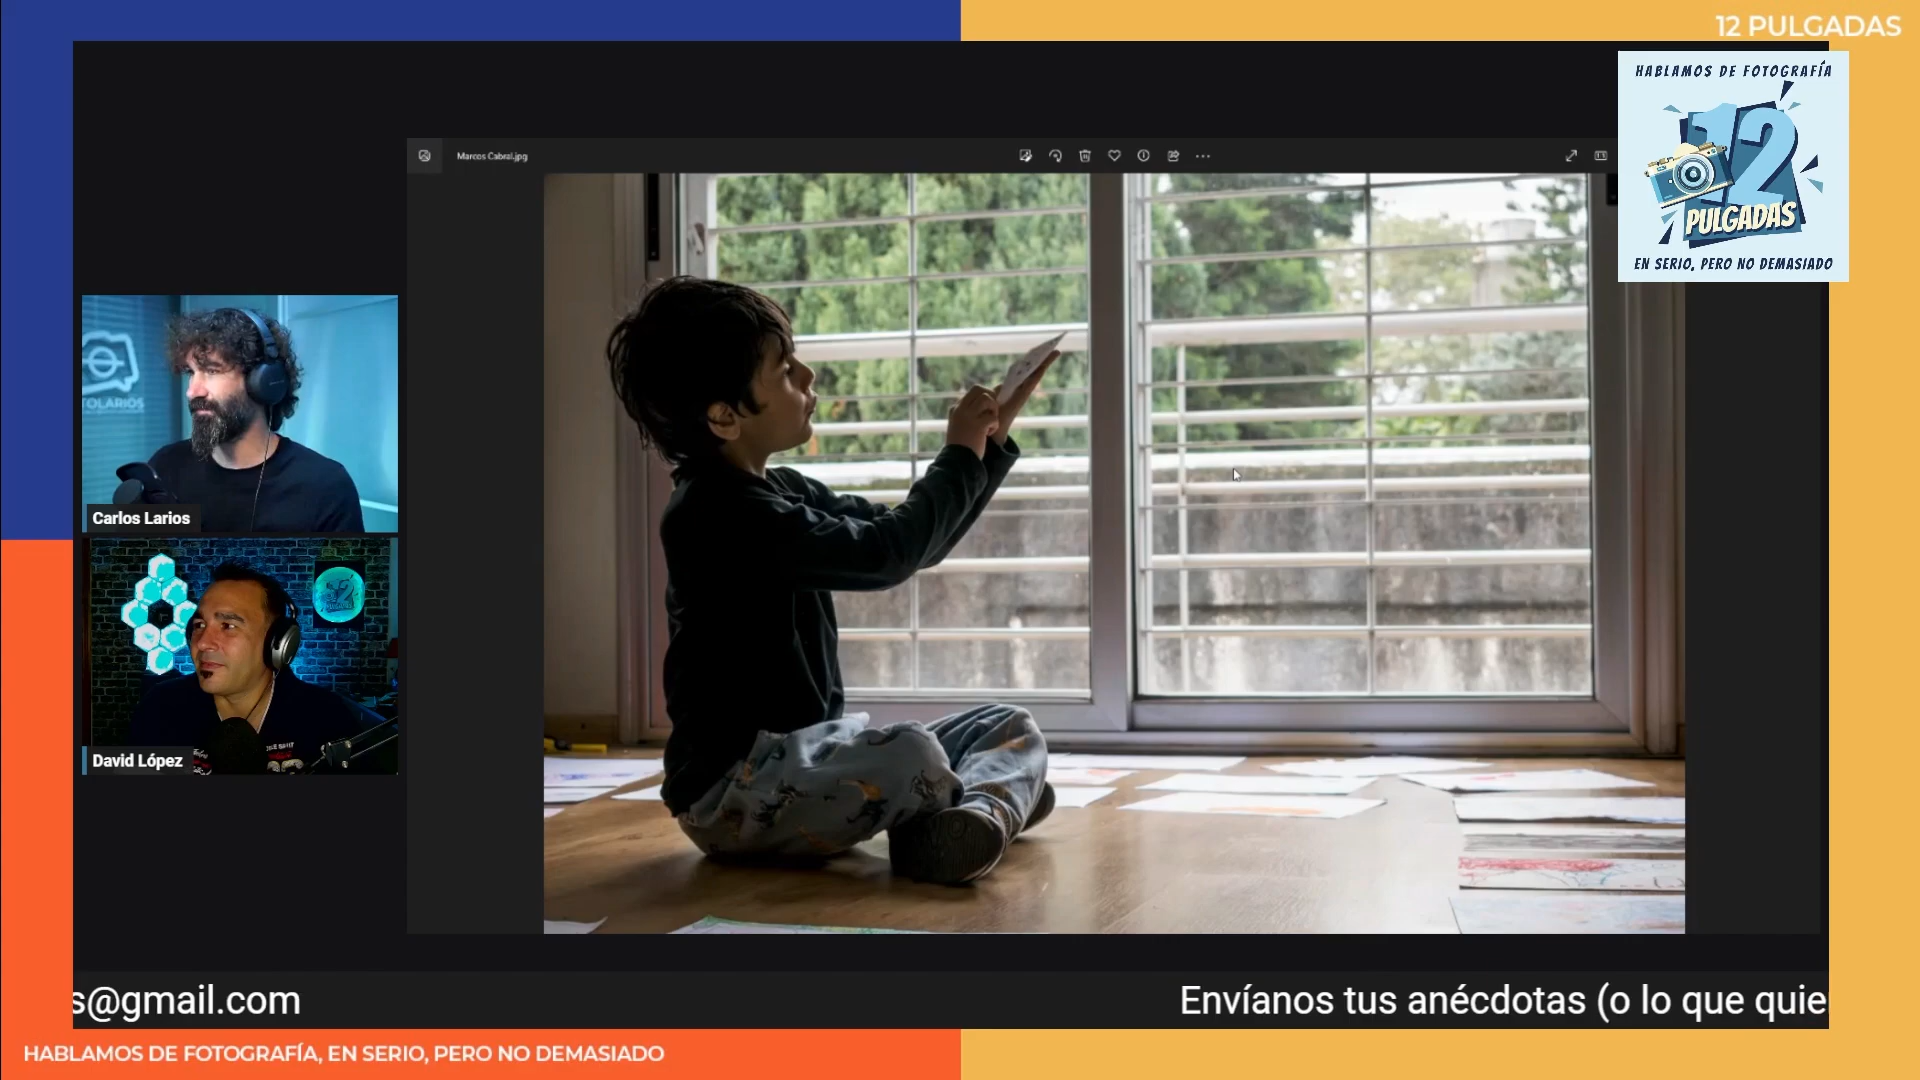 12 PULGADAS
HABLAMOS DE FOTOGRAFÍA
12
PULGADAS
EN SERIO, PERO NO DEMASIADO
Marcos Cabral.jpg
TOLARIOS
Carlos Larios
David López
s@gmail.com
Envíanos tus anécdotas (o lo que quie
HABLAMOS DE FOTOGRAFÍA, EN SERIO, PERO NO DEMASIADO